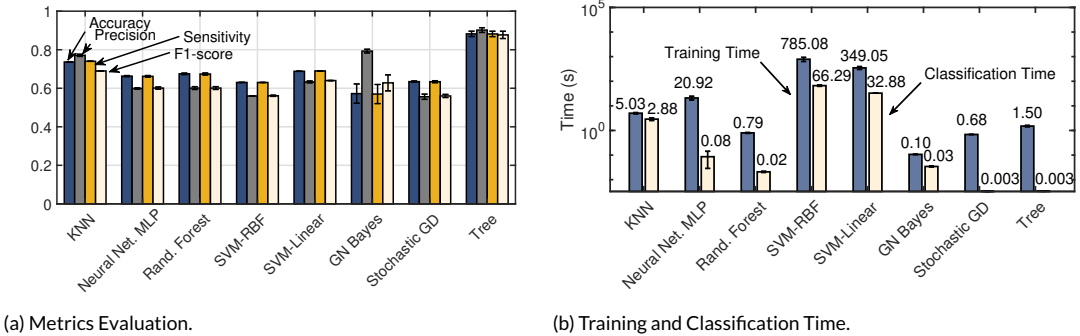 1
0.8
0.6
0.4
0.2
0
Accuracy
Precision
Sensitivity
F1-score
KNN
Neural Net. MLP
Rand. Forest
SVM-RBF
SVM-Linear
GN Bayes
Stochastic GD
Tree
(a) Metrics Evaluation.
Time (s)
10^5
10^0
Training Time
Classification Time
5.03
2.88
20.92
0.08
0.79
0.02
785.08
66.29
349.05
32.88
0.10
0.03
0.68
0.003
1.50
0.003
KNN
Neural Net. MLP
Rand. Forest
SVM-RBF
SVM-Linear
GN Bayes
Stochastic GD
Tree
(b) Training and Classification Time.